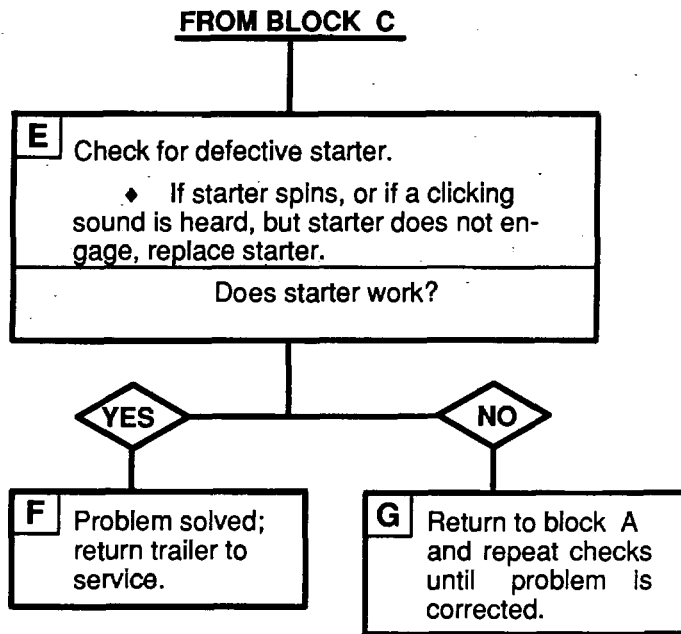 FROM BLOCK C
E
Check for defective starter.
♦ If starter spins, or if a clicking
sound is heard, but starter does not en-
gage, replace starter.
Does starter work?
YES
NO
F
Problem solved;
return trailer to
service.
G
Return to block A
and repeat checks
until problem is
corrected.